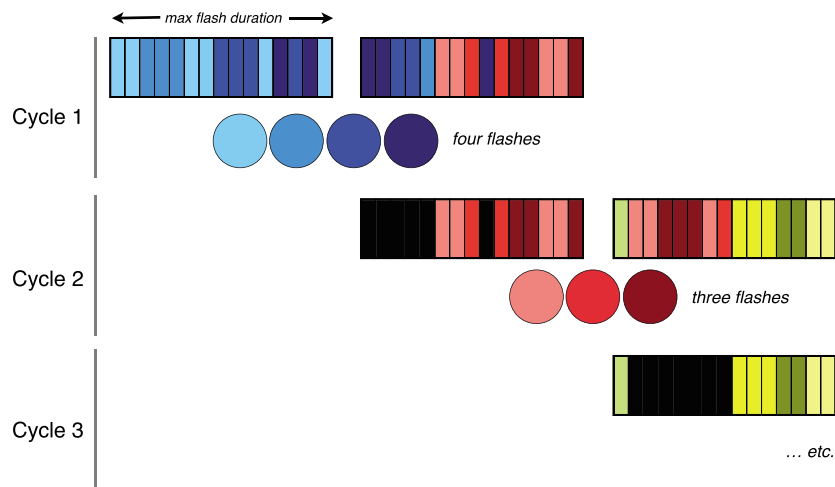 max flash duration
Cycle 1
four flashes
Cycle 2
three flashes
Cycle 3
... etc.